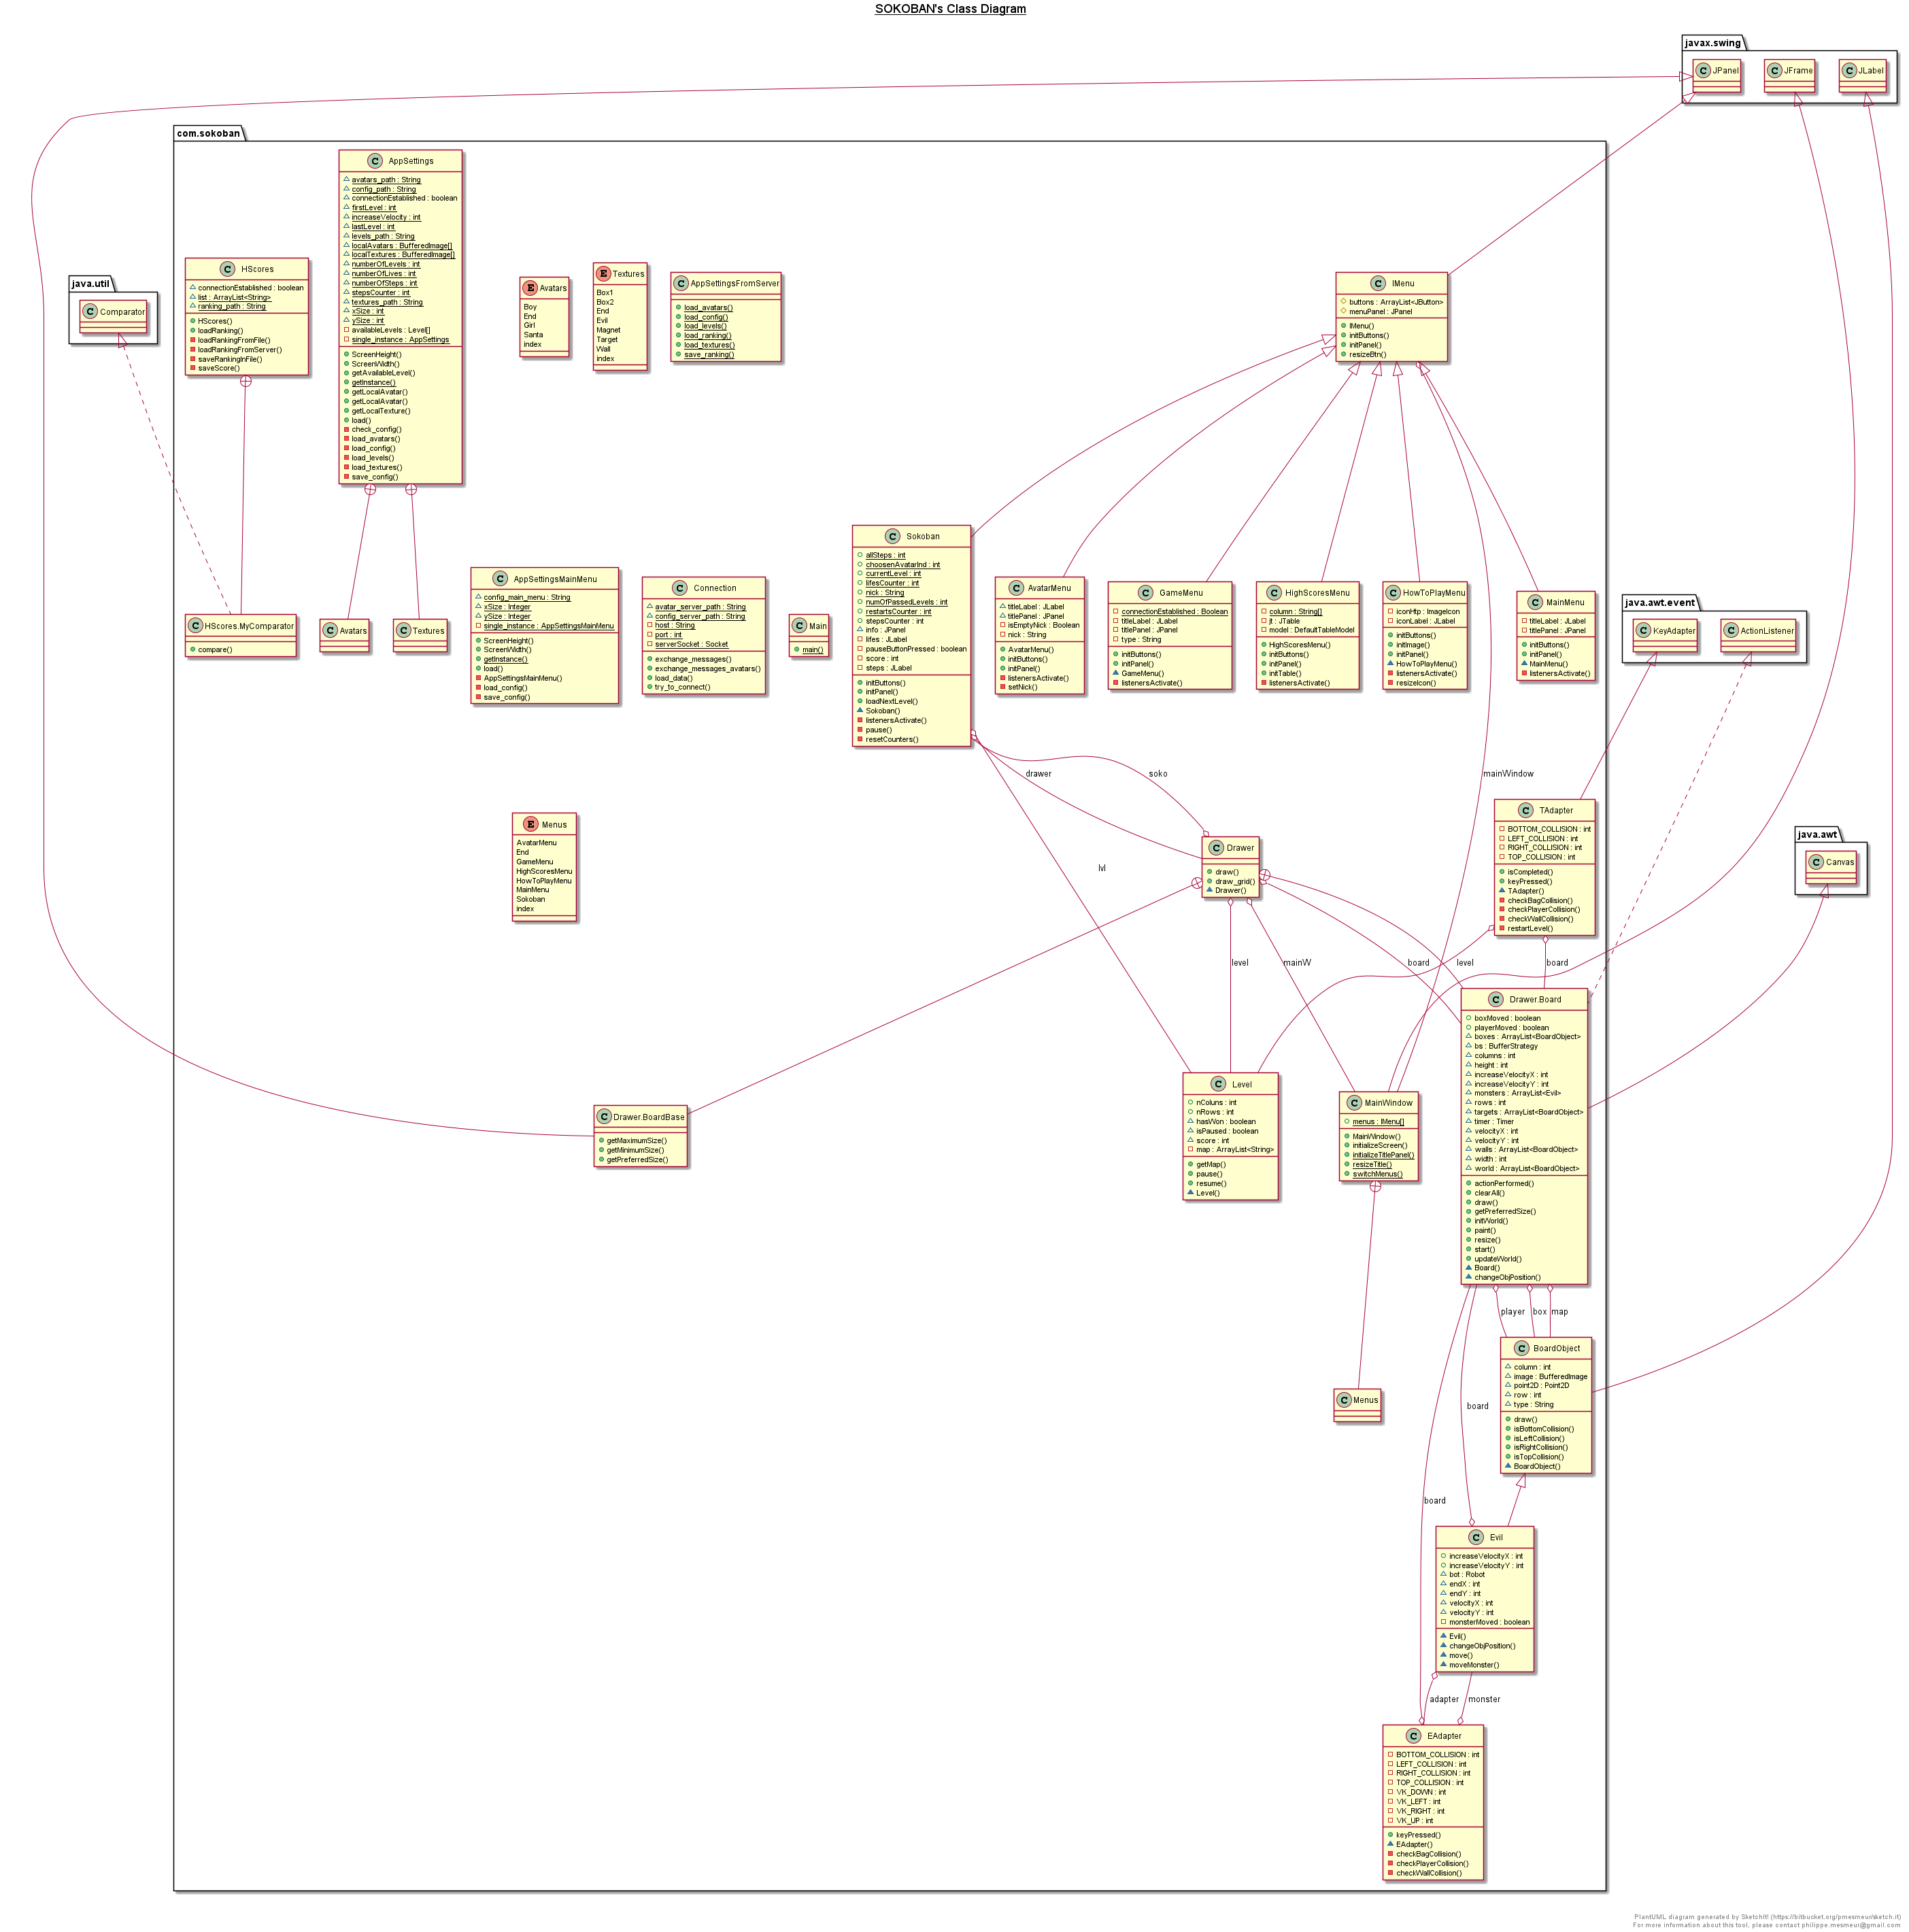 SOKOBAN's Class Diagram
javax.swing
C JPanel
C JFrame
C JLabel
com.sokoban
C AppSettings
avatars_path : String
config_path : String
connectionEstablished : boolean
firstLevel : int
increaseVelocity : int
lastLevel : int
levels_path : String
localAvatars : BufferedImage[]
localTextures : BufferedImage[]
numberOfLevels : int
numberOfLives : int
numberOfSteps : int
stepsCounter : int
textures_path : String
xSize : int
ySize : int
availableLevels : Level[]
single_instance : AppSettings
ScreenHeight()
ScreenWidth()
getAvailableLevel()
getInstance()
getLocalAvatar()
getLocalAvatar()
getLocalTexture()
load()
check_config()
load_avatars()
load_config()
load_levels()
load_textures()
save_config()
C HScores
connectionEstablished : boolean
list : ArrayList<String>
ranking_path : String
HScores()
loadRanking()
loadRankingFromFile()
loadRankingFromServer()
saveRankingInFile()
saveScore()
java.util
C Comparator
E Avatars
Boy
End
Girl
Santa
index
E Textures
Box1
Box2
End
Evil
Magnet
Target
Wall
index
C AppSettingsFromServer
load_avatars()
load_config()
load_levels()
load_ranking()
load_textures()
save_ranking()
C IMenu
buttons : ArrayList<JButton>
menuPanel : JPanel
IMenu()
initButtons()
initPanel()
resizeBtn()
C HScores.MyComparator
compare()
C Avatars
C Textures
C AppSettingsMainMenu
config_main_menu : String
xSize : Integer
ySize : Integer
single_instance : AppSettingsMainMenu
ScreenHeight()
ScreenWidth()
getInstance()
load()
AppSettingsMainMenu()
load_config()
save_config()
C Connection
avatar_server_path : String
config_server_path : String
host : String
port : int
serverSocket : Socket
exchange_messages()
exchange_messages_avatars()
load_data()
try_to_connect()
C Main
main()
C Sokoban
allSteps : int
choosenAvatarInd : int
currentLevel : int
lifesCounter : int
nick : String
numOfPassedLevels : int
restartsCounter : int
stepsCounter : int
info : JPanel
lifes : JLabel
pauseButtonPressed : boolean
score : int
steps : JLabel
initButtons()
initPanel()
loadNextLevel()
Sokoban()
listenersActivate()
pause()
resetCounters()
C AvatarMenu
titleLabel : JLabel
titlePanel : JPanel
isEmptyNick : Boolean
nick : String
AvatarMenu()
initButtons()
initPanel()
listenersActivate()
setNick()
C GameMenu
connectionEstablished : Boolean
titleLabel : JLabel
titlePanel : JPanel
type : String
initButtons()
initPanel()
GameMenu()
listenersActivate()
C HighScoresMenu
column : String[]
jt : JTable
model : DefaultTableModel
HighScoresMenu()
initButtons()
initPanel()
initTable()
listenersActivate()
C HowToPlayMenu
iconHtp : ImageIcon
iconLabel : JLabel
initButtons()
initImage()
initPanel()
HowToPlayMenu()
listenersActivate()
resizeIcon()
C MainMenu
titleLabel : JLabel
titlePanel : JPanel
initButtons()
initPanel()
MainMenu()
listenersActivate()
java.awt.event
C KeyAdapter
C ActionListener
drawer
soko
mainWindow
lvl
E Menus
AvatarMenu
End
GameMenu
HighScoresMenu
HowToPlayMenu
MainMenu
Sokoban
index
C Drawer
draw()
draw_grid()
Drawer()
C TAdapter
BOTTOM_COLLISION : int
LEFT_COLLISION : int
RIGHT_COLLISION : int
TOP_COLLISION : int
isCompleted()
keyPressed()
TAdapter()
checkBagCollision()
checkPlayerCollision()
checkWallCollision()
restartLevel()
java.awt
C Canvas
level
mainW
board
level
board
C Drawer.BoardBase
getMaximumSize()
getMinimumSize()
getPreferredSize()
C Level
nColuns : int
nRows : int
hasWon : boolean
isPaused : boolean
score : int
map : ArrayList<String>
getMap()
pause()
resume()
Level()
C MainWindow
menus : IMenu[]
MainWindow()
initializeScreen()
initializeTitlePanel()
resizeTitle()
switchMenus()
C Drawer.Board
boxMoved : boolean
playerMoved : boolean
boxes : ArrayList<BoardObject>
bs : BufferStrategy
columns : int
height : int
increaseVelocityX : int
increaseVelocityY : int
monsters : ArrayList<Evil>
rows : int
targets : ArrayList<BoardObject>
timer : Timer
velocityX : int
velocityY : int
walls : ArrayList<BoardObject>
width : int
world : ArrayList<BoardObject>
actionPerformed()
clearAll()
draw()
getPreferredSize()
initWorld()
paint()
resize()
start()
updateWorld()
Board()
changeObjPosition()
player
box
map
C Menus
C BoardObject
column : int
image : BufferedImage
point2D : Point2D
row : int
type : String
draw()
isBottomCollision()
isLeftCollision()
isRightCollision()
isTopCollision()
BoardObject()
board
board
C Evil
increaseVelocityX : int
increaseVelocityY : int
bot : Robot
endX : int
endY : int
velocityX : int
velocityY : int
monsterMoved : boolean
Evil()
changeObjPosition()
move()
moveMonster()
adapter
monster
C EAdapter
BOTTOM_COLLISION : int
LEFT_COLLISION : int
RIGHT_COLLISION : int
TOP_COLLISION : int
VK_DOWN : int
VK_LEFT : int
VK_RIGHT : int
VK_UP : int
keyPressed()
EAdapter()
checkBagCollision()
checkPlayerCollision()
checkWallCollision()
PlantUML diagram generated by SketchIt! (https://bitbucket.org/pmesmeur/sketch.it)
For more information about this tool, please contact philippe.mesmeur@gmail.com